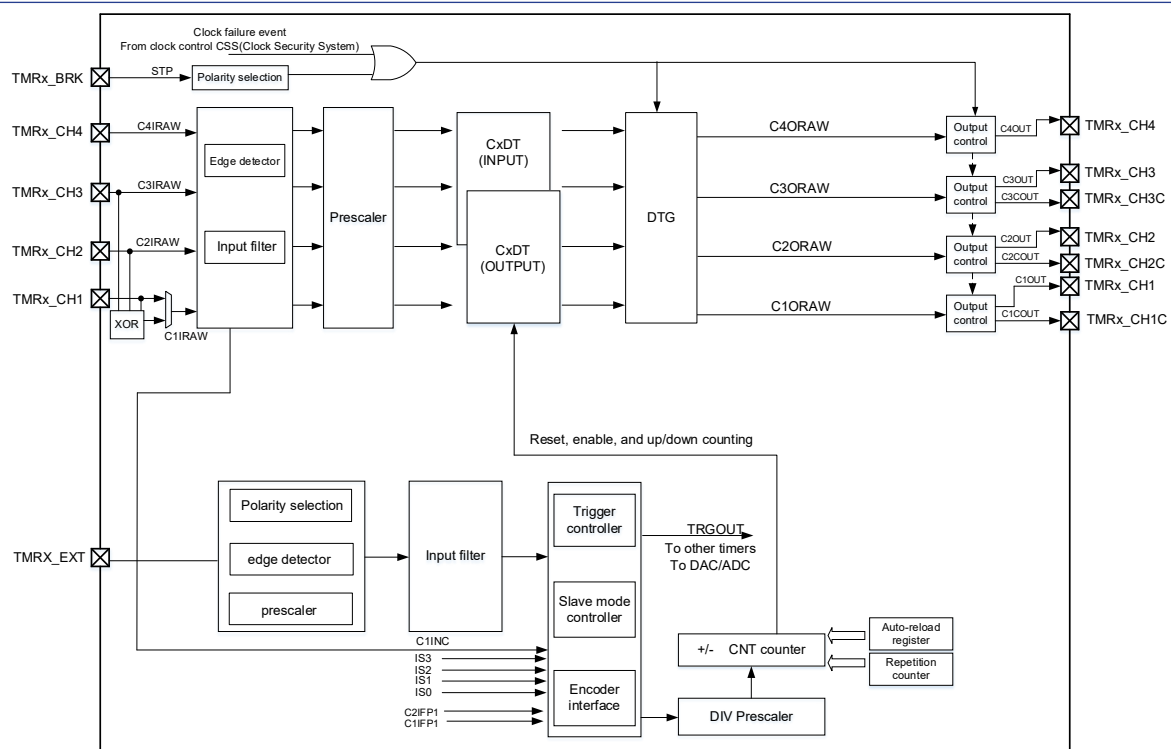 Clock failure event
From clock control CSS(Clock Security System)
TMRx_BRK
STP
Polarity selection
TMRx_CH4
C4IRAW
TMRx_CH3
C3IRAW
TMRx_CH2
C2IRAW
TMRx_CH1
XOR
C1IRAW
Edge detector
Input filter
Prescaler
CxDT
(INPUT)
CxDT
(OUTPUT)
DTG
C4ORAW
C3ORAW
C2ORAW
C1ORAW
Output
control
C4OUT
TMRx_CH4
Output
control
C3OUT
TMRx_CH3
C3COUT
TMRx_CH3C
Output
control
C2OUT
TMRx_CH2
C2COUT
TMRx_CH2C
Output
control
C1OUT
TMRx_CH1
C1COUT
TMRx_CH1C
Reset, enable, and up/down counting
TMRX_EXT
Polarity selection
edge detector
prescaler
Input filter
Trigger
controller
Slave mode
controller
Encoder
interface
TRGOUT
To other timers
To DAC/ADC
C1INC
IS3
IS2
IS1
IS0
C2IFP1
C1IFP1
+/- CNT counter
DIV Prescaler
Auto-reload
register
Repetition
counter